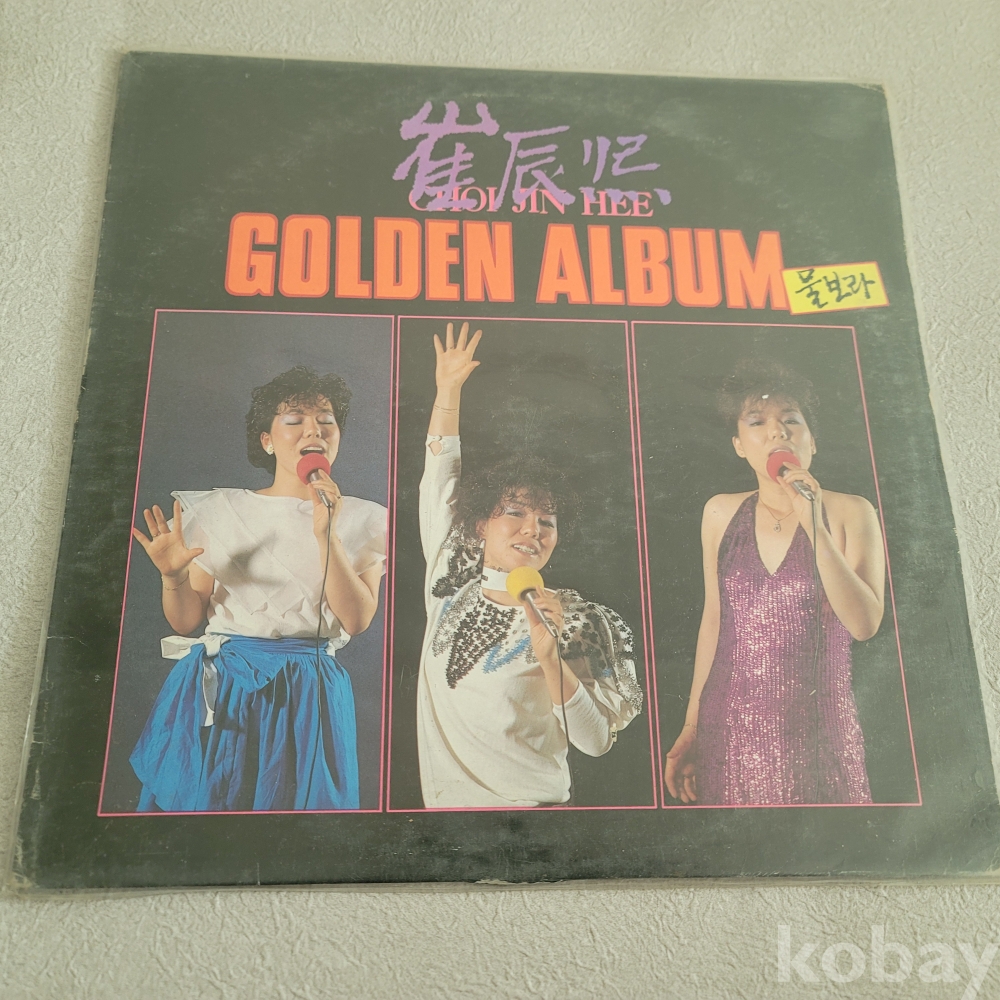 崔辰熙
CHOI JIN HEE
GOLDEN ALBUM
물보라
kobay